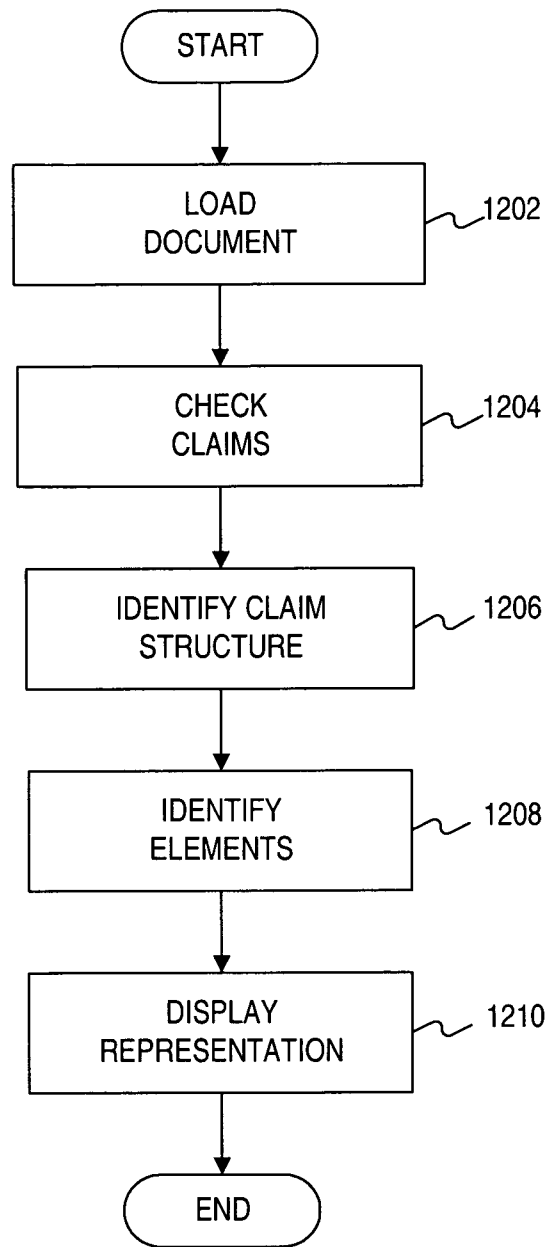 START
LOAD
DOCUMENT
1202
CHECK
CLAIMS
1204
IDENTIFY CLAIM
STRUCTURE
1206
IDENTIFY
ELEMENTS
1208
DISPLAY
REPRESENTATION
1210
END